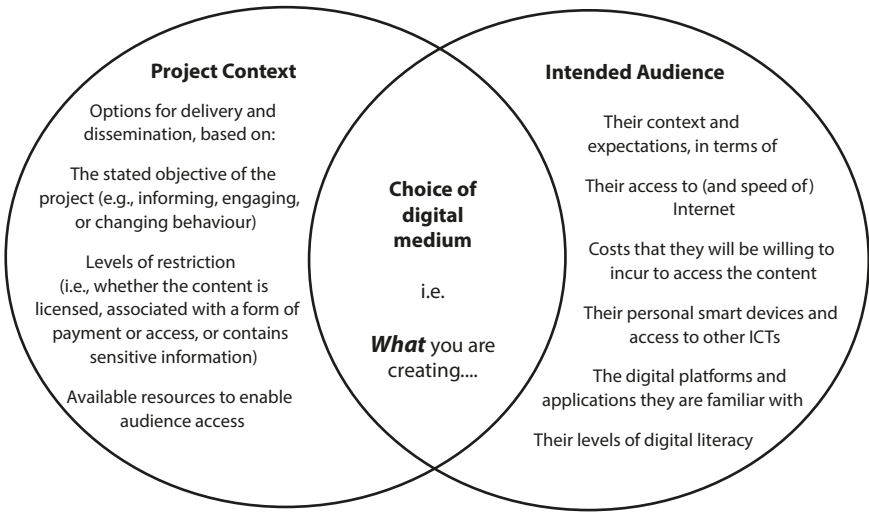 Project Context
Options for delivery and
dissemination, based on:
The stated objective of the
project (e.g., informing, engaging,
or changing behaviour)
Levels of restriction
(i.e., whether the content is
licensed, associated with a form of
payment or access, or contains
sensitive information)
Available resources to enable
audience access
Choice of
digital
medium
i.e.
What you are
creating....
Intended Audience
Their context and
expectations, in terms of
Their access to (and speed of)
Internet
Costs that they will be willing to
incur to access the content
Their personal smart devices and
access to other ICTs
The digital platforms and
applications they are familiar with
Their levels of digital literacy